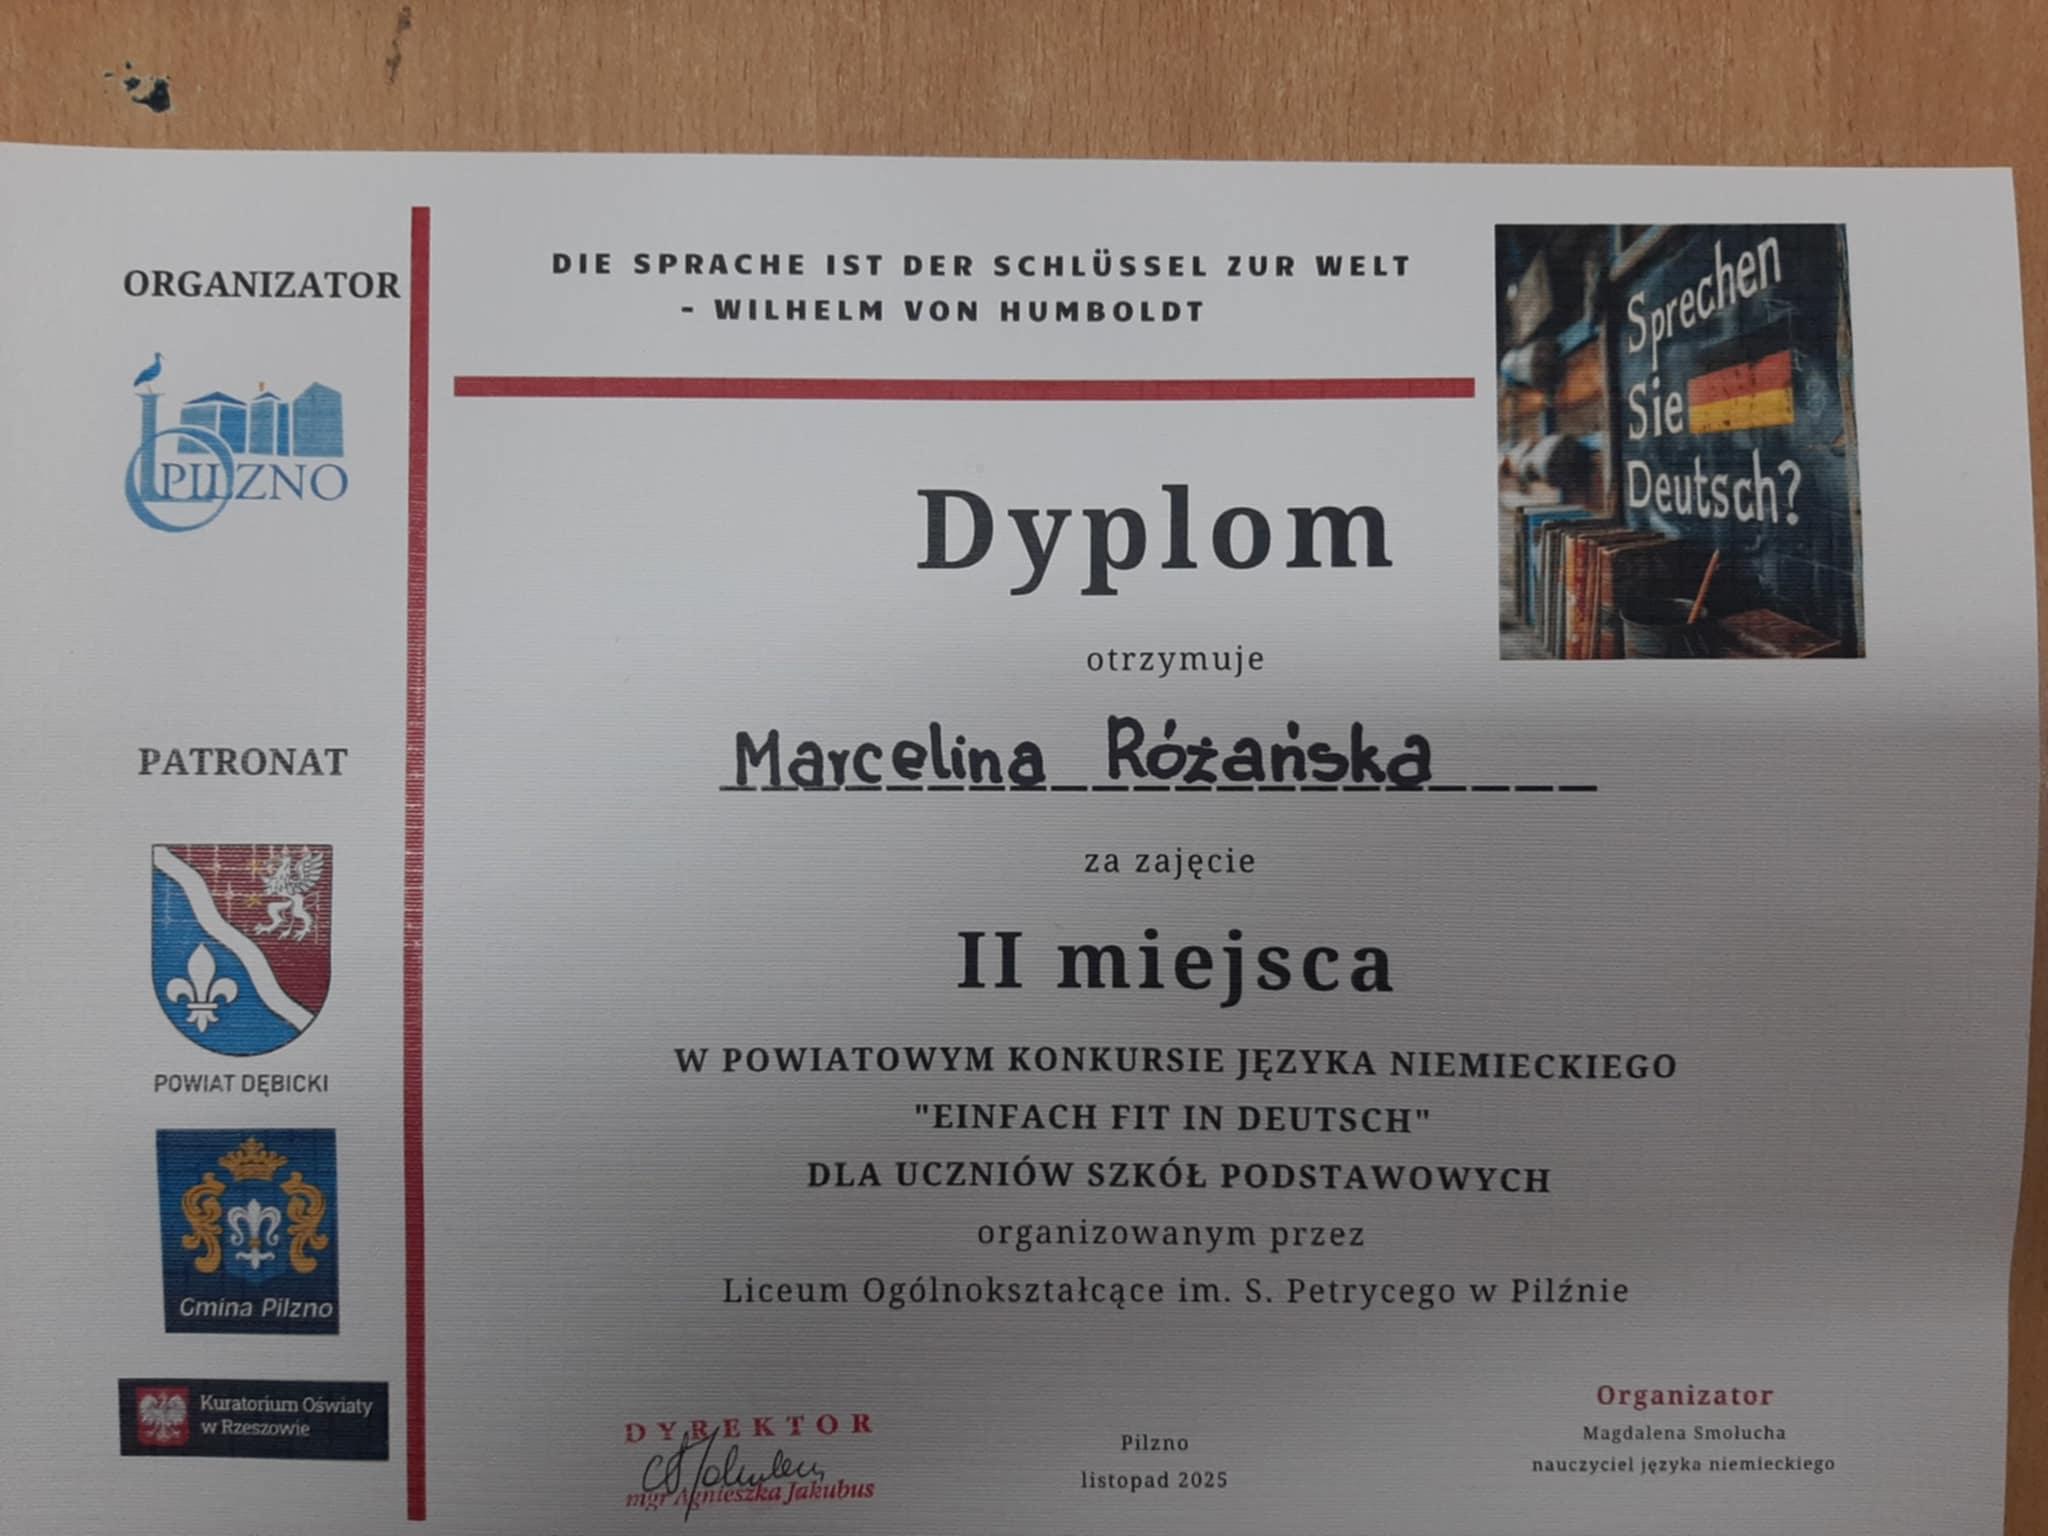 ORGANIZATOR
PILZNO
PATRONAT
POWIAT DĘBICKI
Gmina Pilzno
Kuratorium Oświaty
w Rzeszowie
DIE SPRACHE IST DER SCHLÜSSEL ZUR WELT
- WILHELM VON HUMBOLDT
Sprechen
Sie
Deutsch?
Dyplom
otrzymuje
Marcelina Różańska
za zajęcie
II miejsca
W POWIATOWYM KONKURSIE JĘZYKA NIEMIECKIEGO
"EINFACH FIT IN DEUTSCH"
DLA UCZNIÓW SZKÓŁ PODSTAWOWYCH
organizowanym przez
Liceum Ogólnokształcące im. S. Petrycego w Pilźnie
DYREKTOR
mgr Agnieszka Jakubus
Pilzno
listopad 2025
Organizator
Magdalena Smołucha
nauczyciel języka niemieckiego